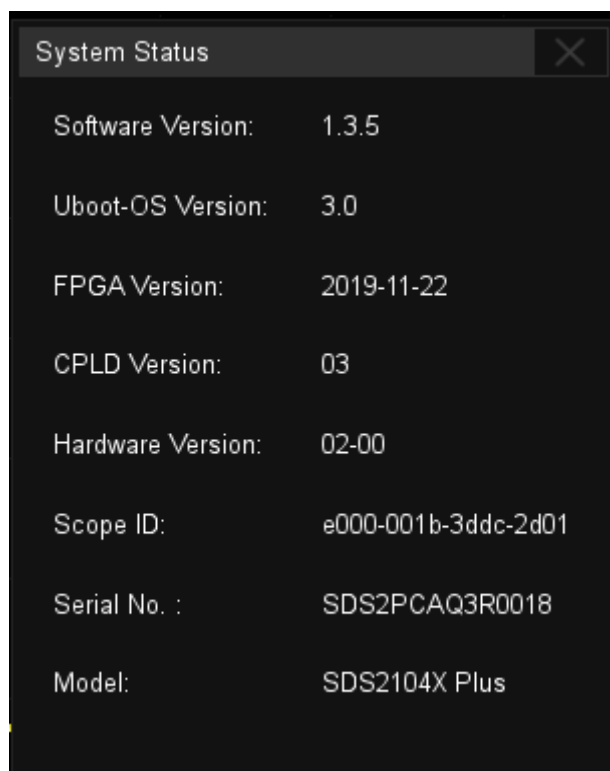 System Status
Software Version: 1.3.5
Uboot-OS Version: 3.0
FPGA Version: 2019-11-22
CPLD Version: 03
Hardware Version: 02-00
Scope ID: e000-001b-3ddc-2d01
Serial No. : SDS2PCAQ3R0018
Model: SDS2104X Plus